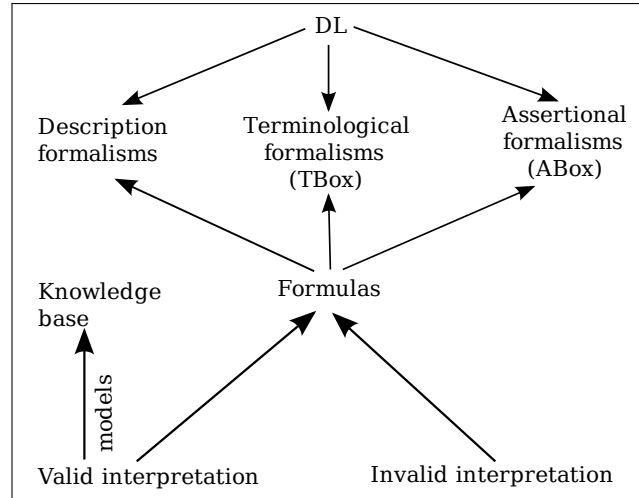 DL
Description
formalisms
Terminological
formalisms
(TBox)
Assertional
formalisms
(ABox)
Knowledge
base
Formulas
models
Valid interpretation
Invalid interpretation